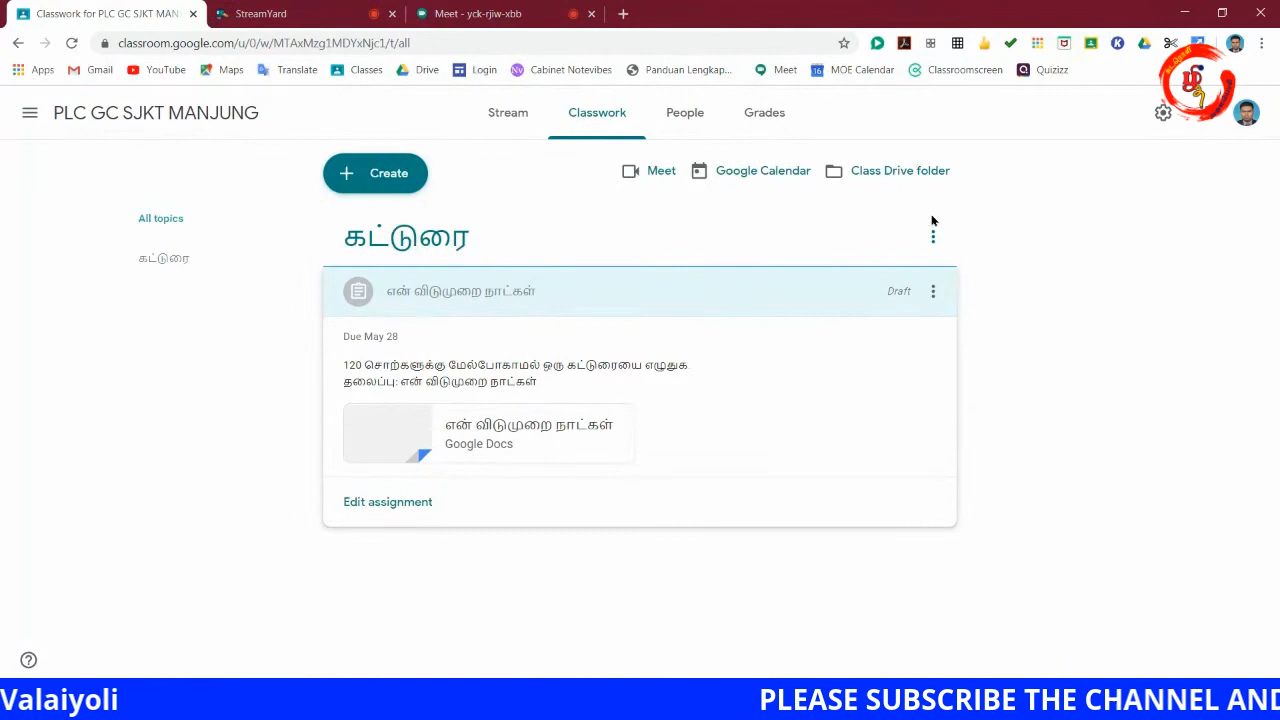 Classwork for PLC GC SJKT MAN
StreamYard
Meet - yck-rjiw-xbb
classroom.google.com/u/0/w/MTAxMzg1MDYxNjc1/t/all
Apps
Gmail
YouTube
Maps
Translate
Classes
Drive
Login
Cabinet Notevibes
Panduan Lengkap...
Meet
MOE Calendar
Classroomscreen
Quizizz
PLC GC SJKT MANJUNG
Stream
Classwork
People
Grades
Create
Meet
Google Calendar
Class Drive folder
All topics
கட்டுரை
கட்டுரை
என் விடுமுறை நாட்கள்
Draft
Due May 28
120 சொற்களுக்கு மேல்போகாமல் ஒரு கட்டுரையை எழுதுக.
தலைப்பு: என் விடுமுறை நாட்கள்
என் விடுமுறை நாட்கள்
Google Docs
Edit assignment
Valaiyoli
PLEASE SUBSCRIBE THE CHANNEL AND